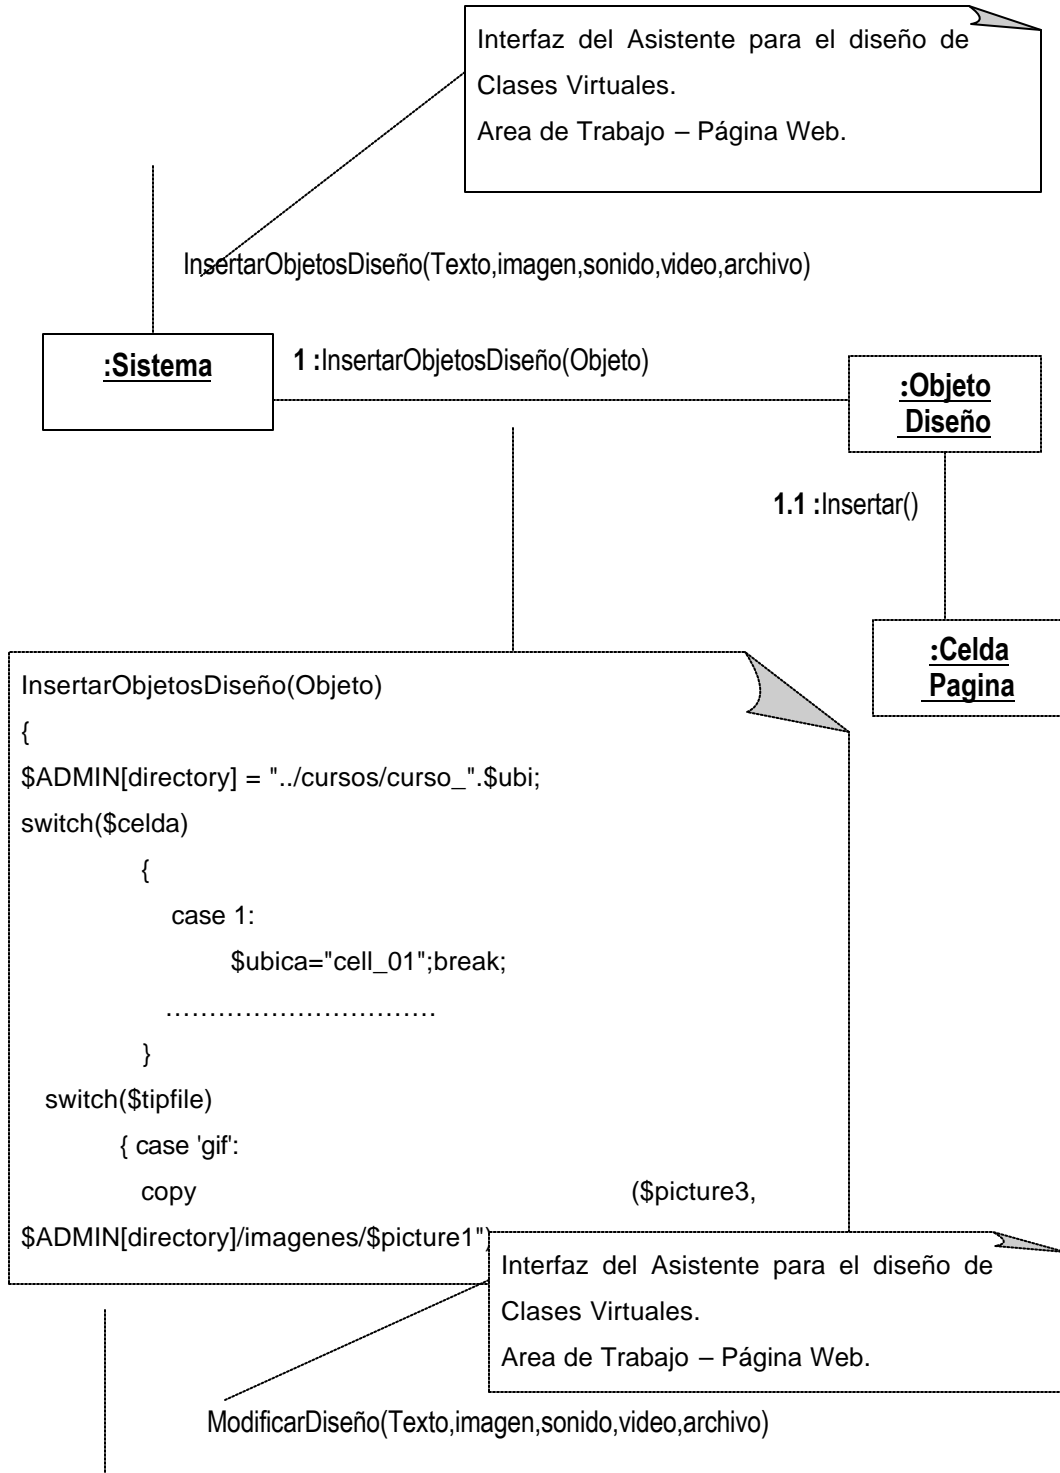 Interfaz del Asistente para el diseño de
Clases Virtuales.
Area de Trabajo – Página Web.
InsertarObjetosDiseño(Texto,imagen,sonido,video,archivo)
:Sistema
1 :InsertarObjetosDiseño(Objeto)
:Objeto
Diseño
1.1 :Insertar()
:Celda
Pagina
InsertarObjetosDiseño(Objeto)
{
$ADMIN[directory] = "../cursos/curso_".$ubi;
switch($celda)
{
case 1:
$ubica="cell_01";break;
…………………………
}
switch($tipfile)
{ case 'gif':
copy ($picture3,
$ADMIN[directory]/imagenes/$picture1")
Interfaz del Asistente para el diseño de
Clases Virtuales.
Area de Trabajo – Página Web.
ModificarDiseño(Texto,imagen,sonido,video,archivo)